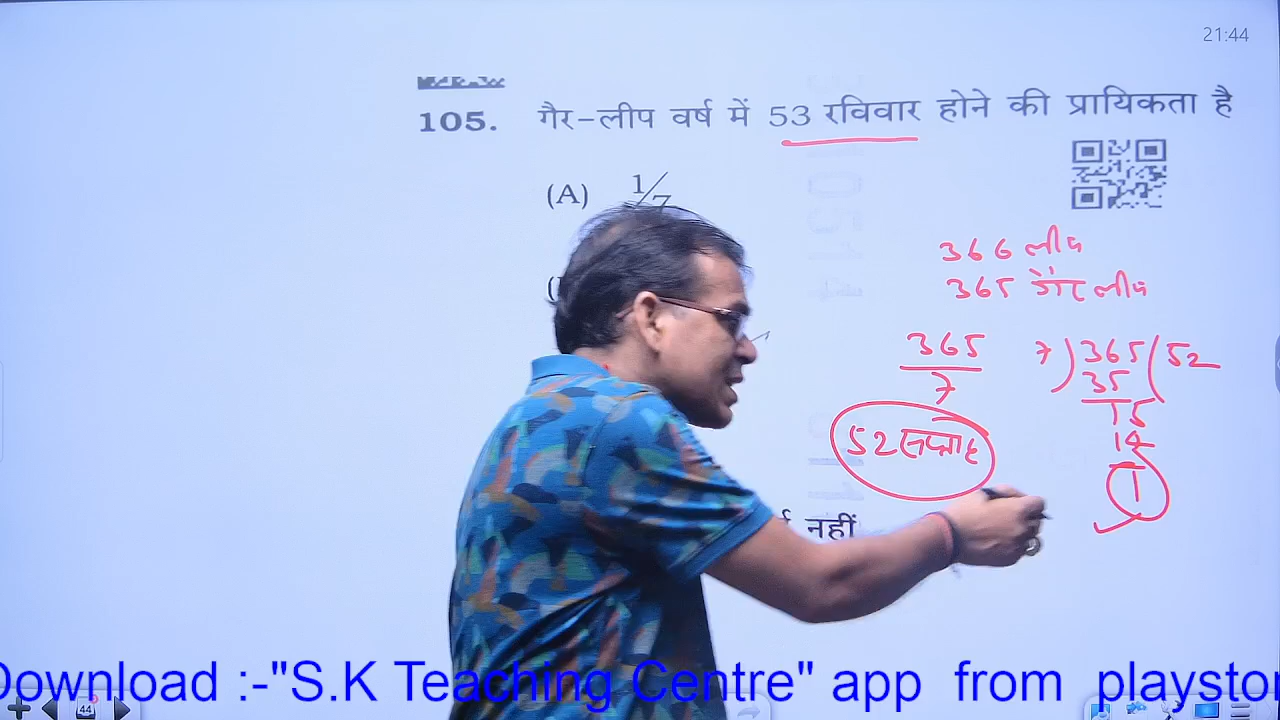 21:44
105. गैर-लीप वर्ष में 53 रविवार होने की प्रायिकता है
(A) 1/7
366 लीप
365 गैर लीप
365
7
7)365(52
35
15
14
1
52 सप्ताह
नहीं
Download :-"S.K Teaching Centre" app from playstor
44